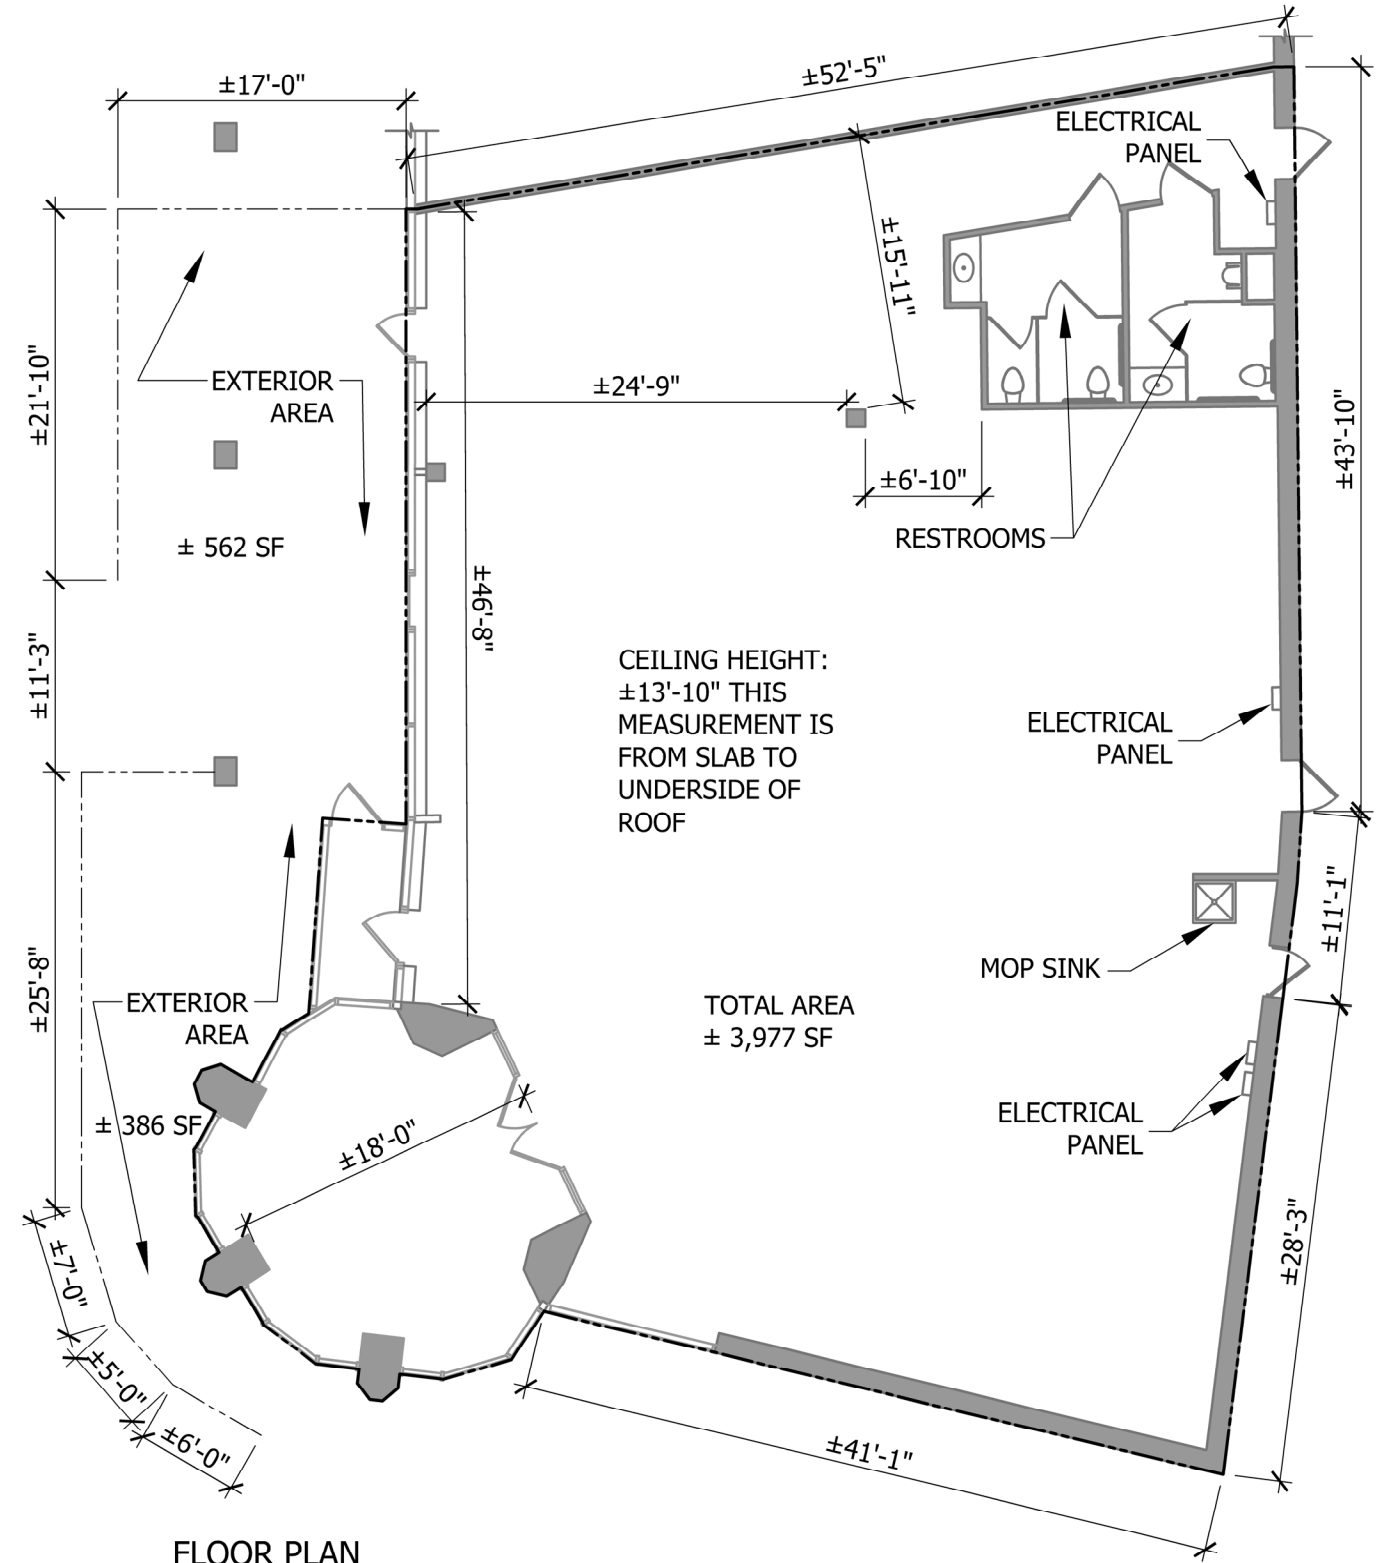 ±52'-5"
±17'-0"
ELECTRICAL
PANEL
±15'-11"
±21'-10"
EXTERIOR
AREA
±24'-9"
±43'-10"
±6'-10"
RESTROOMS
± 562 SF
±46'-8"
±11'-3"
CEILING HEIGHT:
±13'-10" THIS
MEASUREMENT IS
FROM SLAB TO
UNDERSIDE OF
ROOF
ELECTRICAL
PANEL
±11'-1"
MOP SINK
±25'-8"
EXTERIOR
AREA
TOTAL AREA
± 3,977 SF
± 386 SF
±18'-0"
ELECTRICAL
PANEL
±28'-3"
±7'-0"
±5'-0"
±6'-0"
±41'-1"
FLOOR PLAN